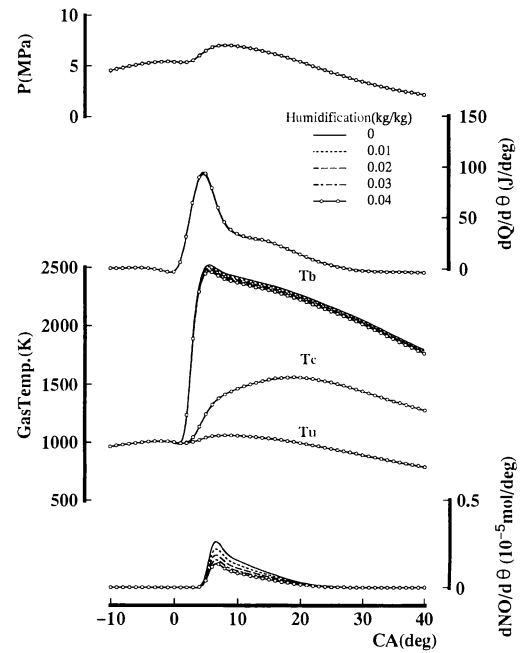 10
5
0
P(MPa)
Humidification(kg/kg)
0
0.01
0.02
0.03
0.04
150
100
50
0
dQ/d θ (J/deg)
2500
2000
1500
1000
500
GasTemp.(K)
Tb
Tc
Tu
0.5
0
dNO/d θ (10⁻⁵mol/deg)
−10 0 10 20 30 40
CA(deg)